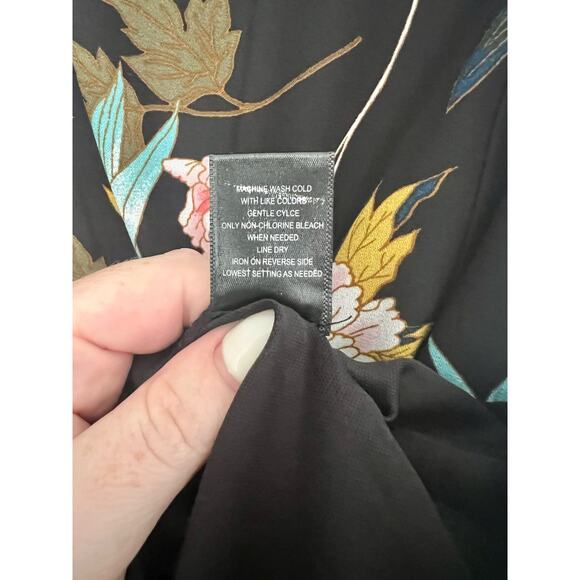 MACHINE WASH COLD
WITH LIKE COLORS
GENTLE CYLCE
ONLY NON-CHLORINE BLEACH
WHEN NEEDED
LINE DRY
IRON ON REVERSE SIDE
LOWEST SETTING AS NEEDED